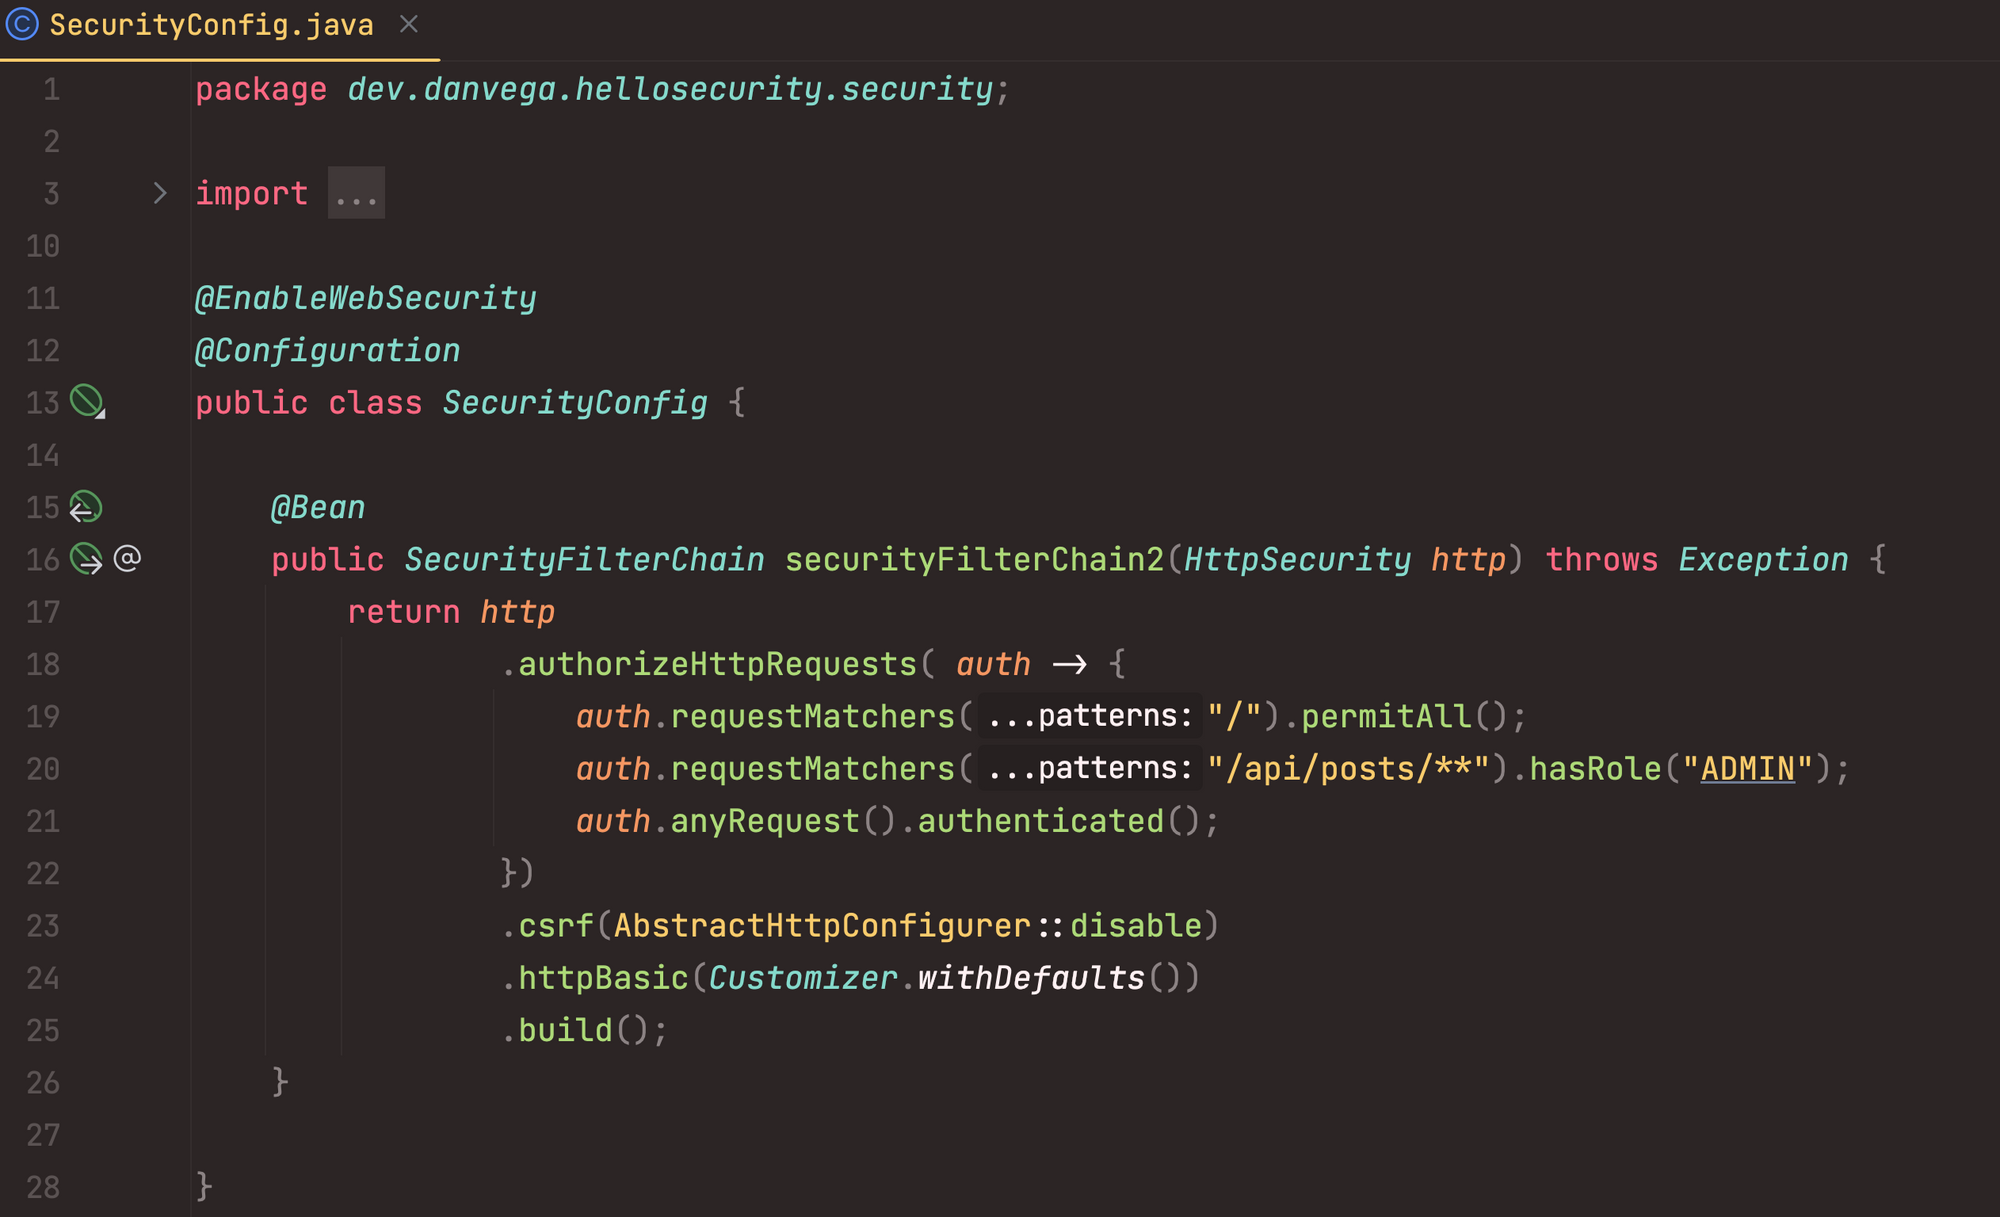 SecurityConfig.java
1 package dev.danvega.hellosecurity.security;
2
3 import ...
10
11 @EnableWebSecurity
12 @Configuration
13 public class SecurityConfig {
14
15     @Bean
16 @     public SecurityFilterChain securityFilterChain2(HttpSecurity http) throws Exception {
17         return http
18                 .authorizeHttpRequests( auth -> {
19                     auth.requestMatchers( ...patterns: "/").permitAll();
20                     auth.requestMatchers( ...patterns: "/api/posts/**").hasRole("ADMIN");
21                     auth.anyRequest().authenticated();
22                 })
23                 .csrf(AbstractHttpConfigurer::disable)
24                 .httpBasic(Customizer.withDefaults())
25                 .build();
26     }
27
28 }